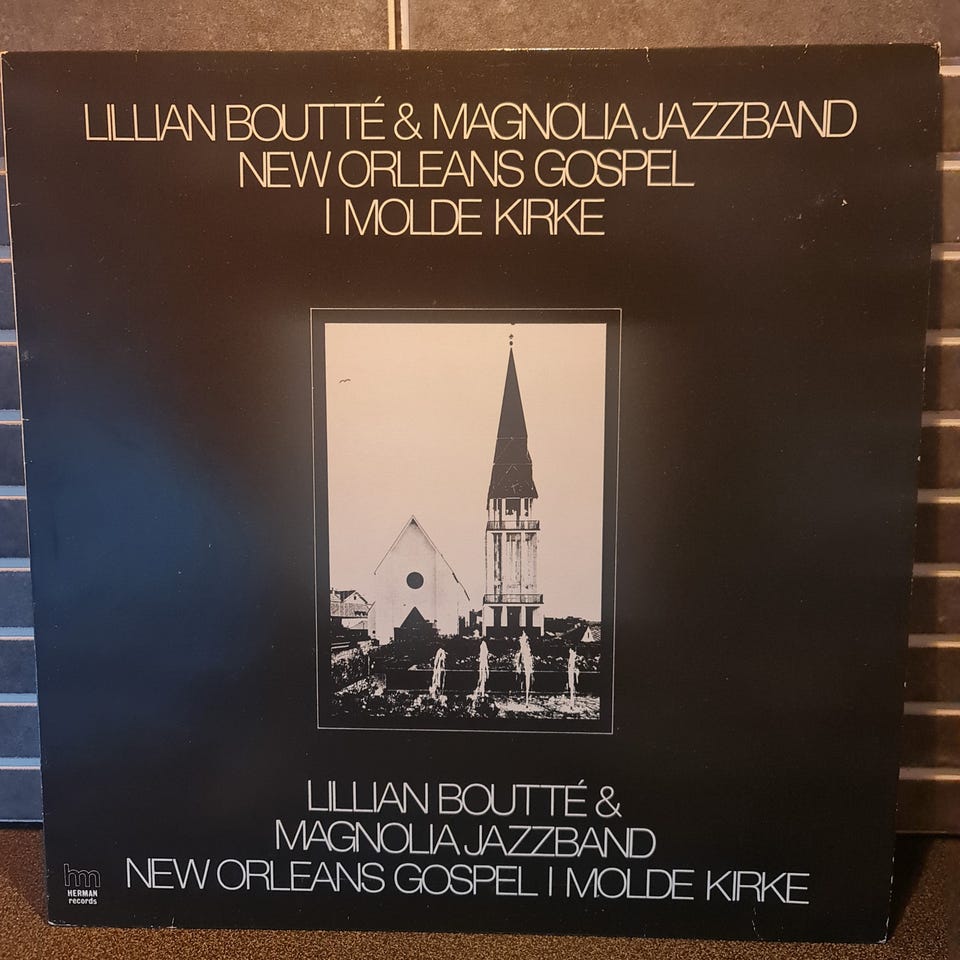 LILLIAN BOUTTÉ & MAGNOLIA JAZZBAND
NEW ORLEANS GOSPEL
I MOLDE KIRKE
LILLIAN BOUTTÉ &
MAGNOLIA JAZZBAND
NEW ORLEANS GOSPEL I MOLDE KIRKE
hm
HERMAN
records